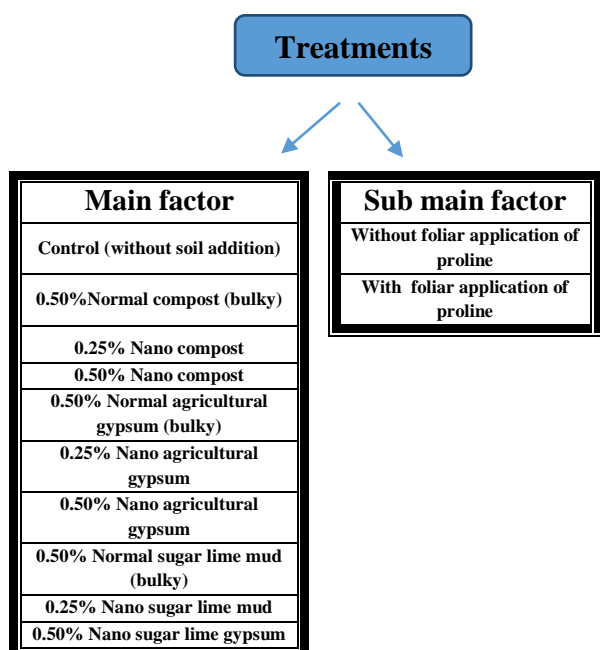 Treatments
Main factor
Control (without soil addition)
0.50%Normal compost (bulky)
0.25% Nano compost
0.50% Nano compost
0.50% Normal agricultural
gypsum (bulky)
0.25% Nano agricultural
gypsum
0.50% Nano agricultural
gypsum
0.50% Normal sugar lime mud
(bulky)
0.25% Nano sugar lime mud
0.50% Nano sugar lime gypsum
Sub main factor
Without foliar application of
proline
With foliar application of
proline